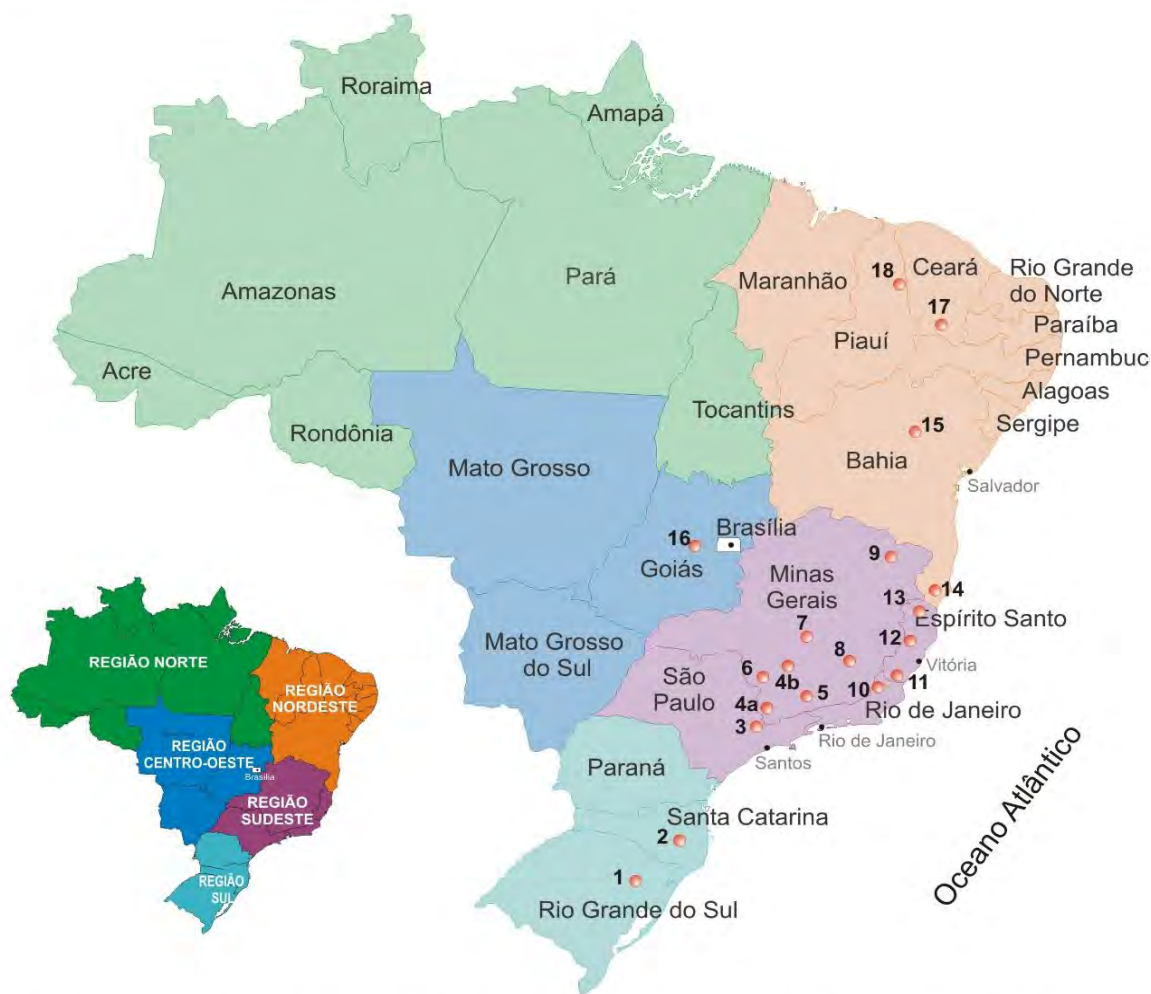 Roraima
Amapá
Amazonas
Pará
Maranhão
18
Ceará
Rio Grande
do Norte
17
Paraíba
Piauí
Pernambuc
Acre
Alagoas
Tocantins
Sergipe
Rondônia
15
Mato Grosso
Bahia
Salvador
16
Brasília
Goiás
9
Minas
Gerais
14
13
Espírito Santo
7
12
Mato Grosso
do Sul
8
Vitória
6
São
Paulo
4b
11
5
10
4a
Rio de Janeiro
3
Rio de Janeiro
Santos
Paraná
Oceano Atlântico
Santa Catarina
2
1
Rio Grande do Sul
REGIÃO NORTE
REGIÃO
NORDESTE
REGIÃO
CENTRO-OESTE
Brasília
REGIÃO
SUDESTE
REGIÃO
SUL